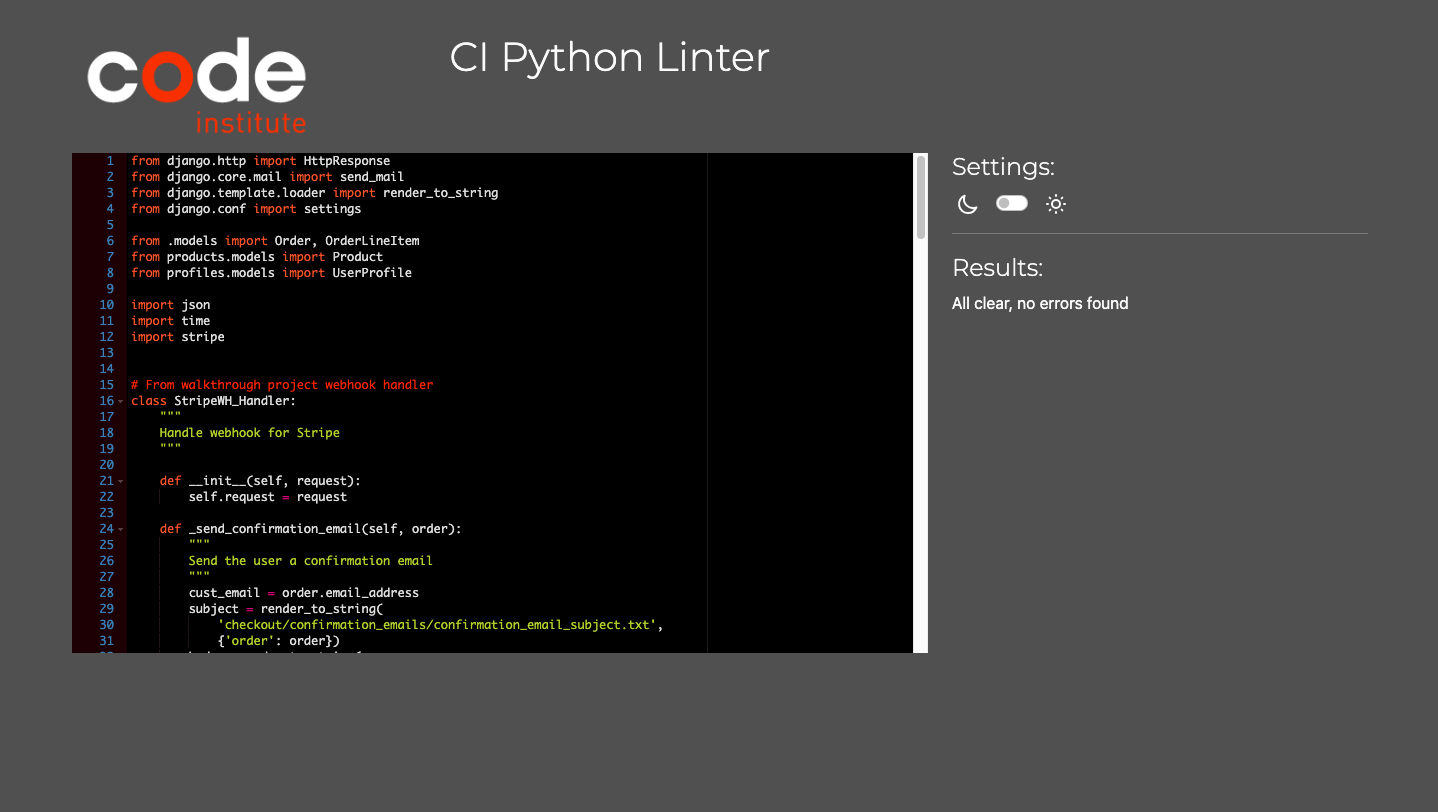 code
institute
CI Python Linter
1 from django.http import HttpResponse
2 from django.core.mail import send_mail
3 from django.template.loader import render_to_string
4 from django.conf import settings
5
6 from .models import Order, OrderLineItem
7 from products.models import Product
8 from profiles.models import UserProfile
9
10 import json
11 import time
12 import stripe
13
14
15 # From walkthrough project webhook handler
16 class StripeWH_Handler:
17     """
18     Handle webhook for Stripe
19     """
20
21     def __init__(self, request):
22         self.request = request
23
24     def _send_confirmation_email(self, order):
25         """
26         Send the user a confirmation email
27         """
28         cust_email = order.email_address
29         subject = render_to_string(
30             'checkout/confirmation_emails/confirmation_email_subject.txt',
31             {'order': order})
Settings:
Results:
All clear, no errors found